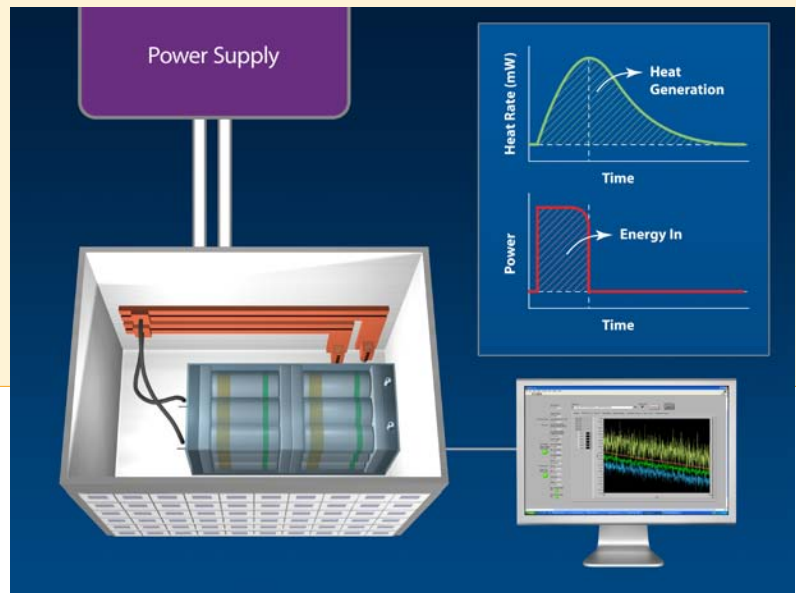 Power Supply
Heat Rate (mW)
Heat
Generation
Time
Power
Energy In
Time